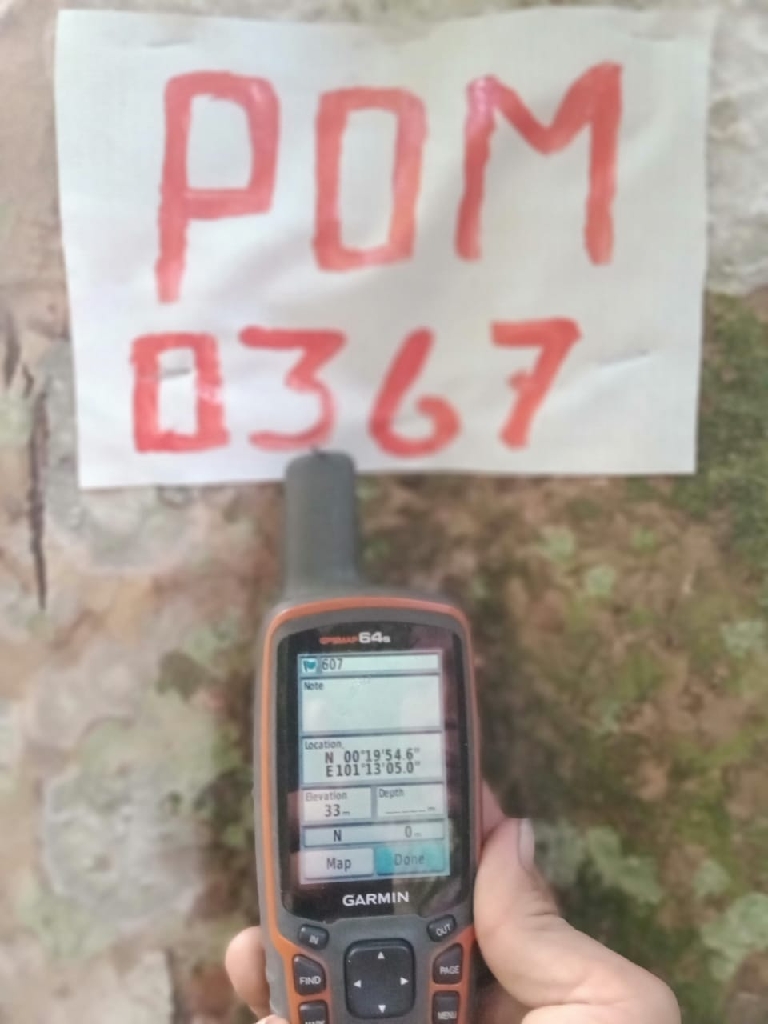 POM
0367
GPSMAP 64s
607
Note
Location
N 00°19'54.6"
E101°13'05.0"
Elevation Depth
33m ------m
N 0m
Map Done
GARMIN
IN OUT
FIND PAGE
MARK MENU